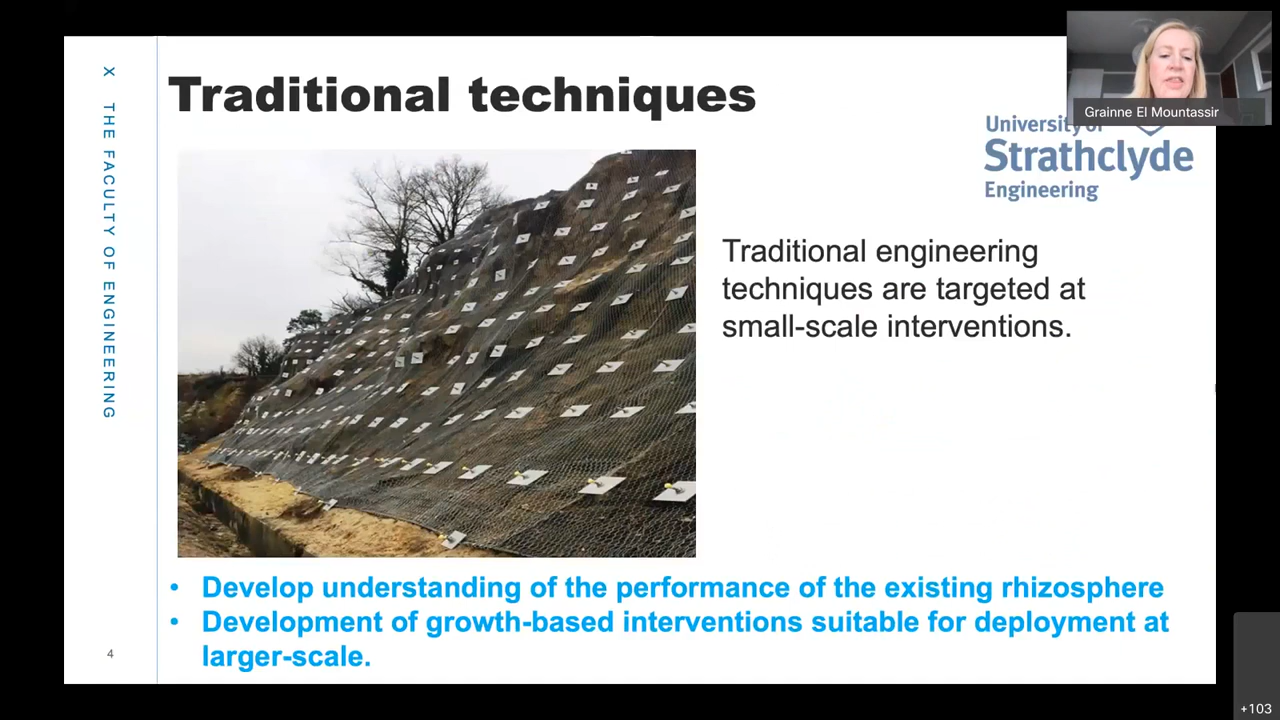 X THE FACULTY OF ENGINEERING
Traditional techniques
Grainne El Mountassir
University of
Strathclyde
Engineering
Traditional engineering
techniques are targeted at
small-scale interventions.
• Develop understanding of the performance of the existing rhizosphere
• Development of growth-based interventions suitable for deployment at
larger-scale.
4
+103